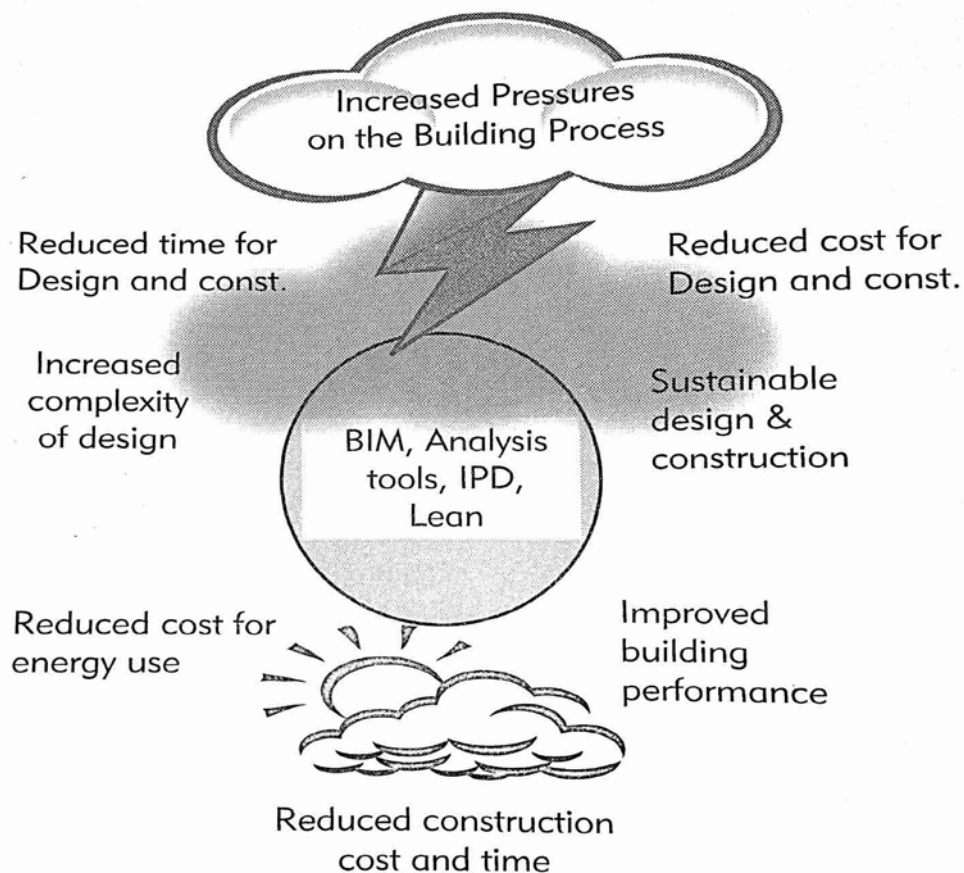 Increased Pressures
on the Building Process
Reduced time for
Design and const.
Reduced cost for
Design and const.
Increased
complexity
of design
Sustainable
design &
construction
BIM, Analysis
tools, IPD,
Lean
Reduced cost for
energy use
Improved
building
performance
Reduced construction
cost and time